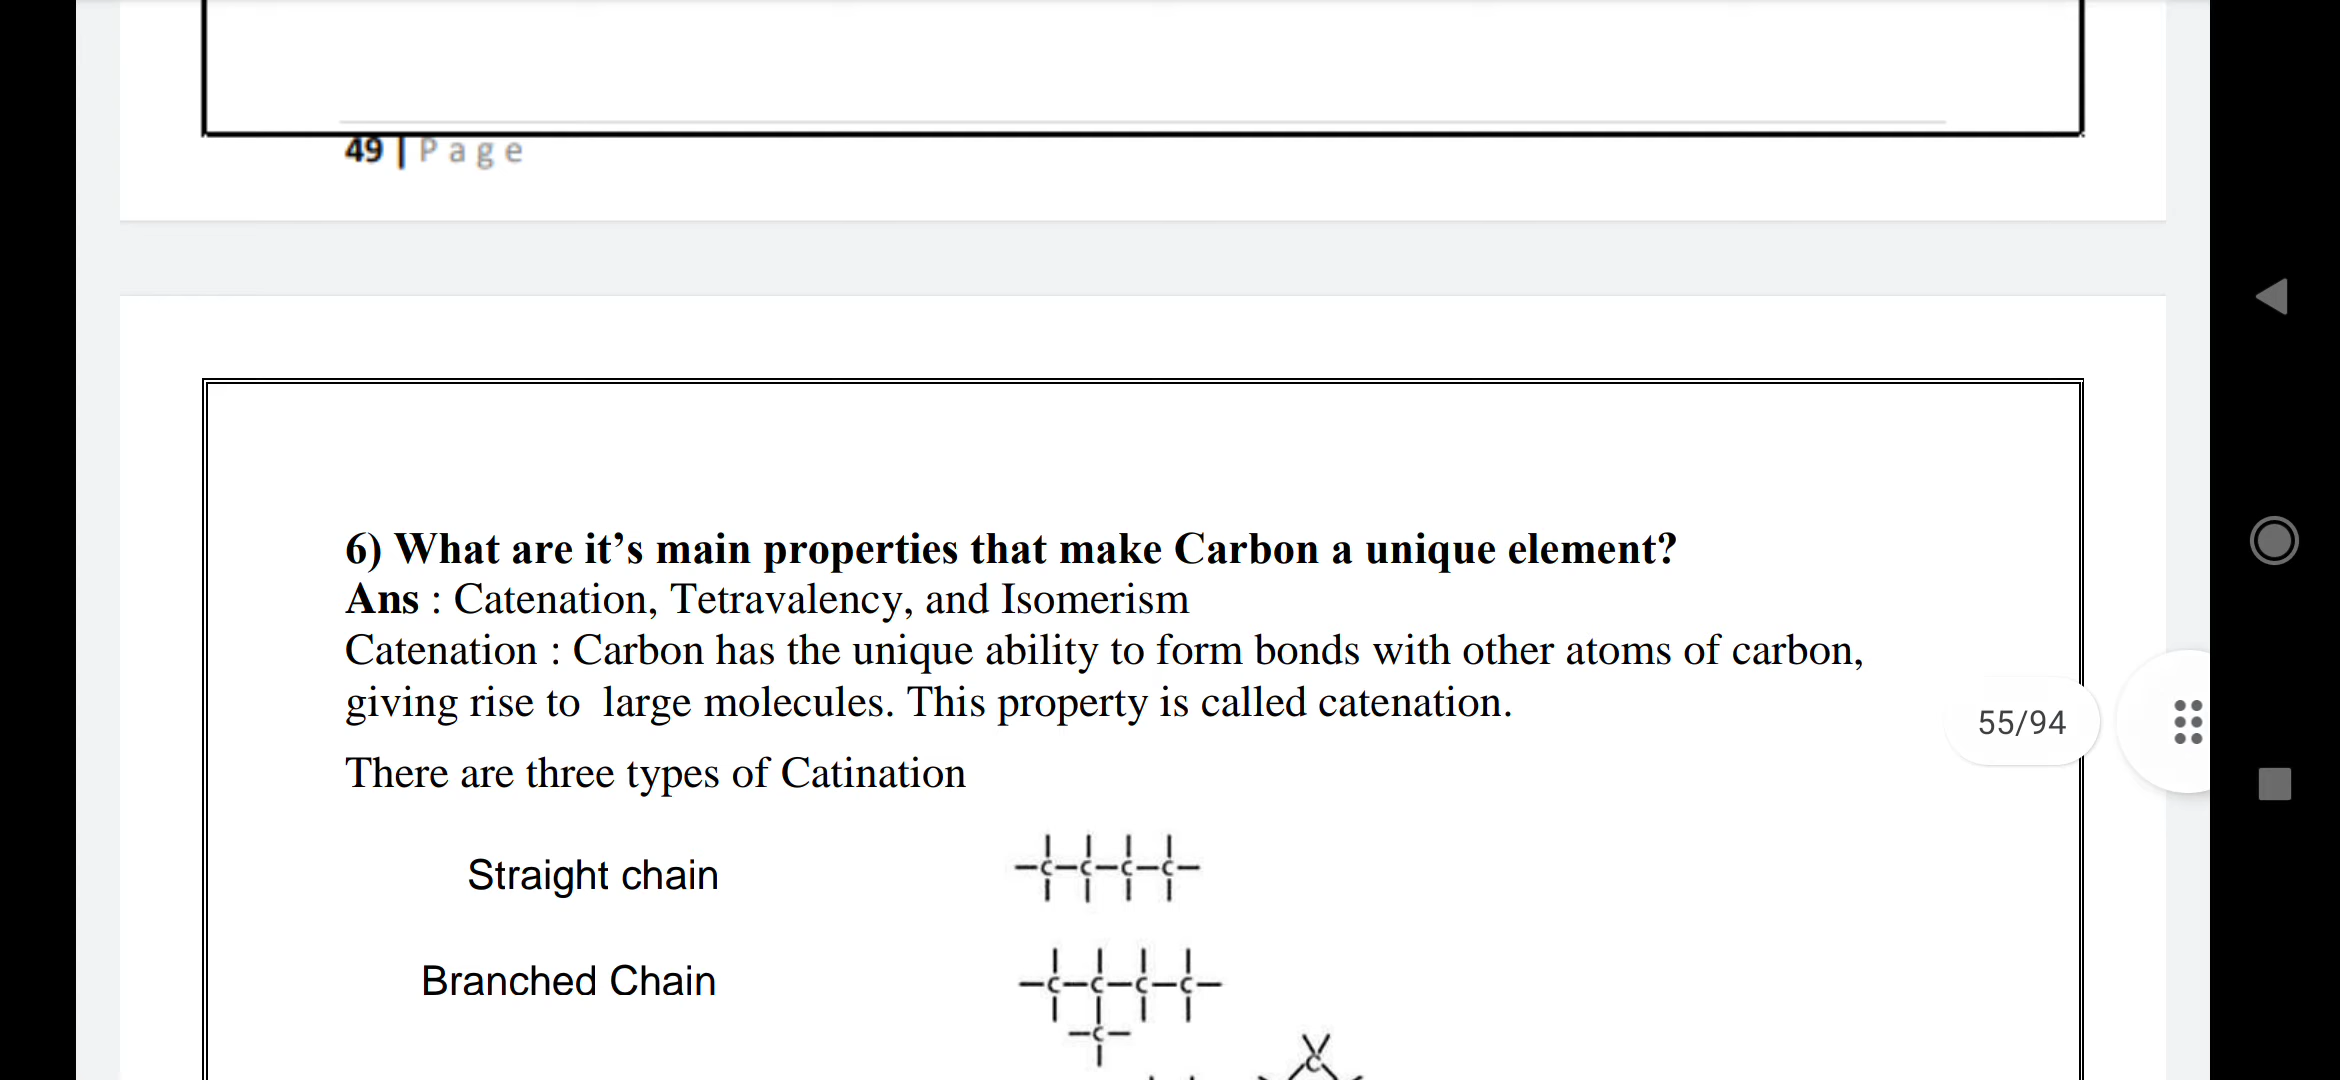 49 | Page
6) What are it’s main properties that make Carbon a unique element?
Ans : Catenation, Tetravalency, and Isomerism
Catenation : Carbon has the unique ability to form bonds with other atoms of carbon,
giving rise to  large molecules. This property is called catenation.
55/94
There are three types of Catination
Straight chain
-C-C-C-C-
Branched Chain
-C-C-C-C-
-C-
C